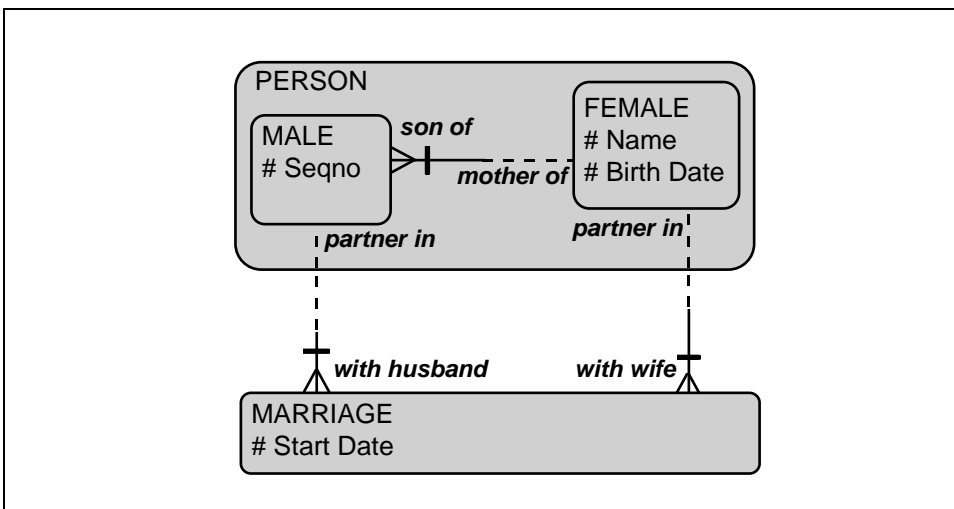 PERSON
MALE
# Seqno
son of
mother of
FEMALE
# Name
# Birth Date
partner in
partner in
with husband
with wife
MARRIAGE
# Start Date